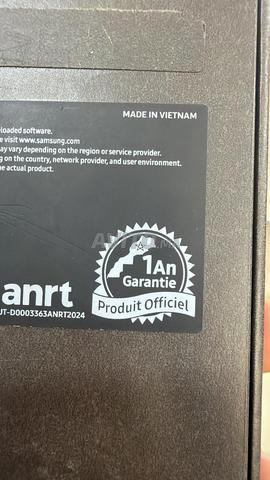 MADE IN VIETNAM
loaded software.
visit www.samsung.com
ay vary depending on the region or service provider.
g on the country, network provider, and user environment.
e actual product.
1An
Garantie
Produit Officiel
anrt
UT-D0003363ANRT2024